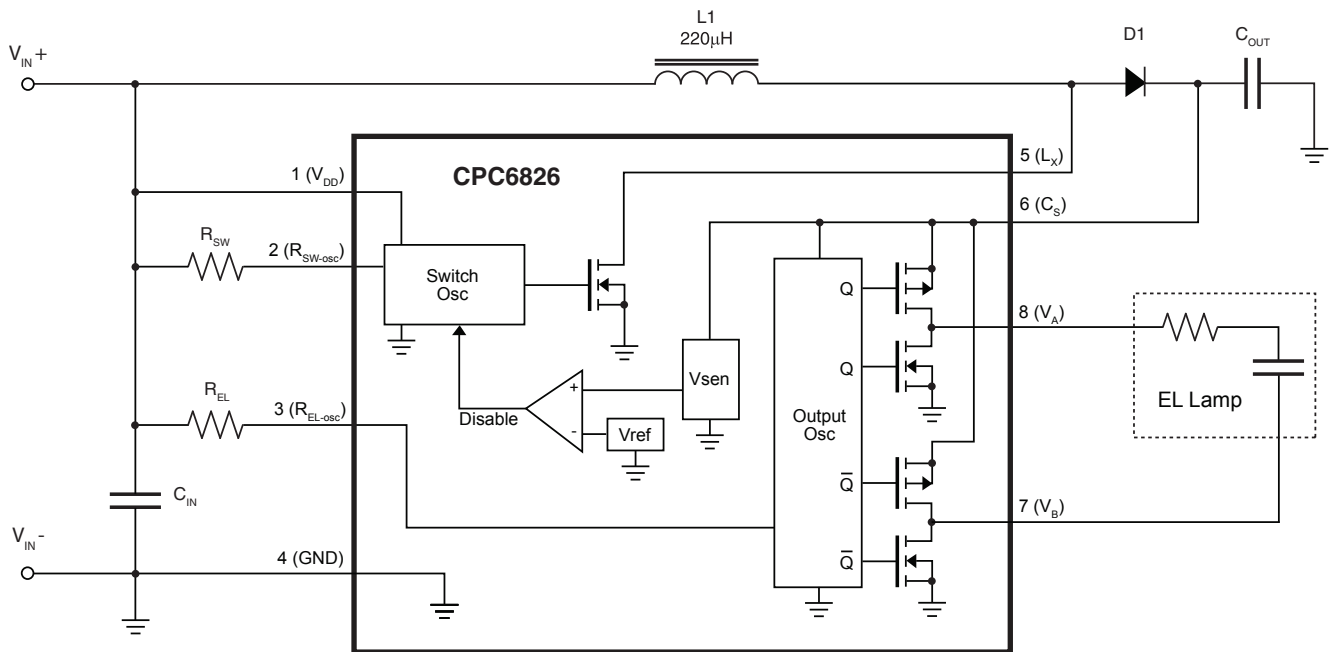 L1
220μH
D1
C_OUT
V_IN+
5 (L_X)
1 (V_DD)
CPC6826
6 (C_S)
R_SW
2 (R_SW-osc)
Switch
Osc
Q
8 (V_A)
Vsen
Q
R_EL
3 (R_EL-osc)
+
Disable
-
Vref
Output
Osc
EL Lamp
Q̅
C_IN
7 (V_B)
V_IN-
4 (GND)
Q̅